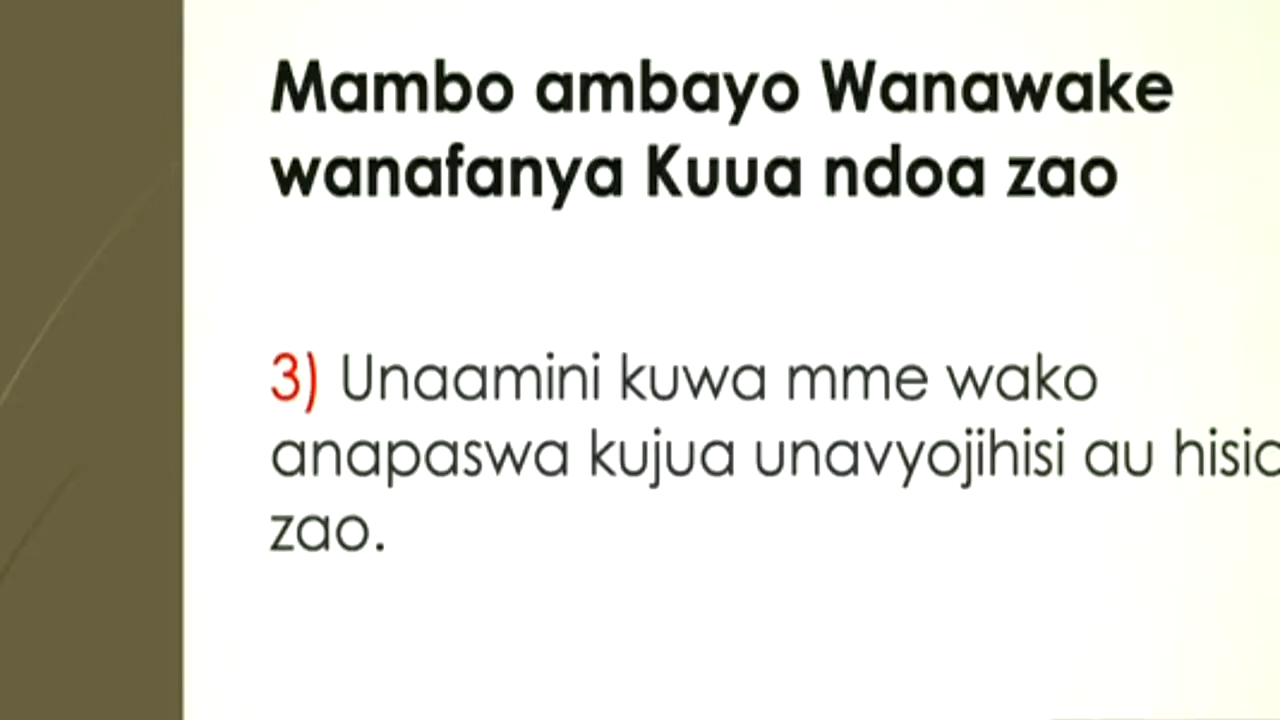 Mambo ambayo Wanawake
wanafanya Kuua ndoa zao
3) Unaamini kuwa mme wako
anapaswa kujua unavyojihisi au
zao.